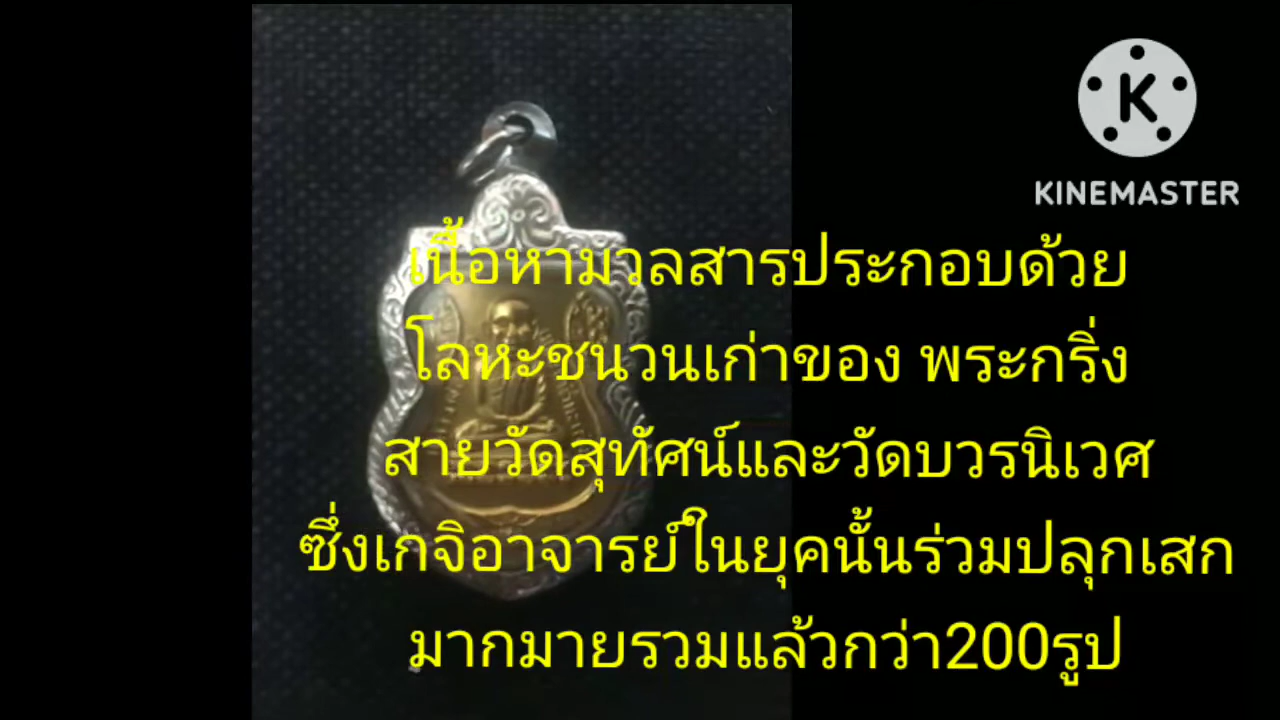 KINEMASTER
เนื้อหามวลสารประกอบด้วย
โลหะชนวนเก่าของ พระกริ่ง
สายวัดสุทัศน์และวัดบวรนิเวศ
ซึ่งเกจิอาจารย์ในยุคนั้นร่วมปลุกเสก
มากมายรวมแล้วกว่า200รูป